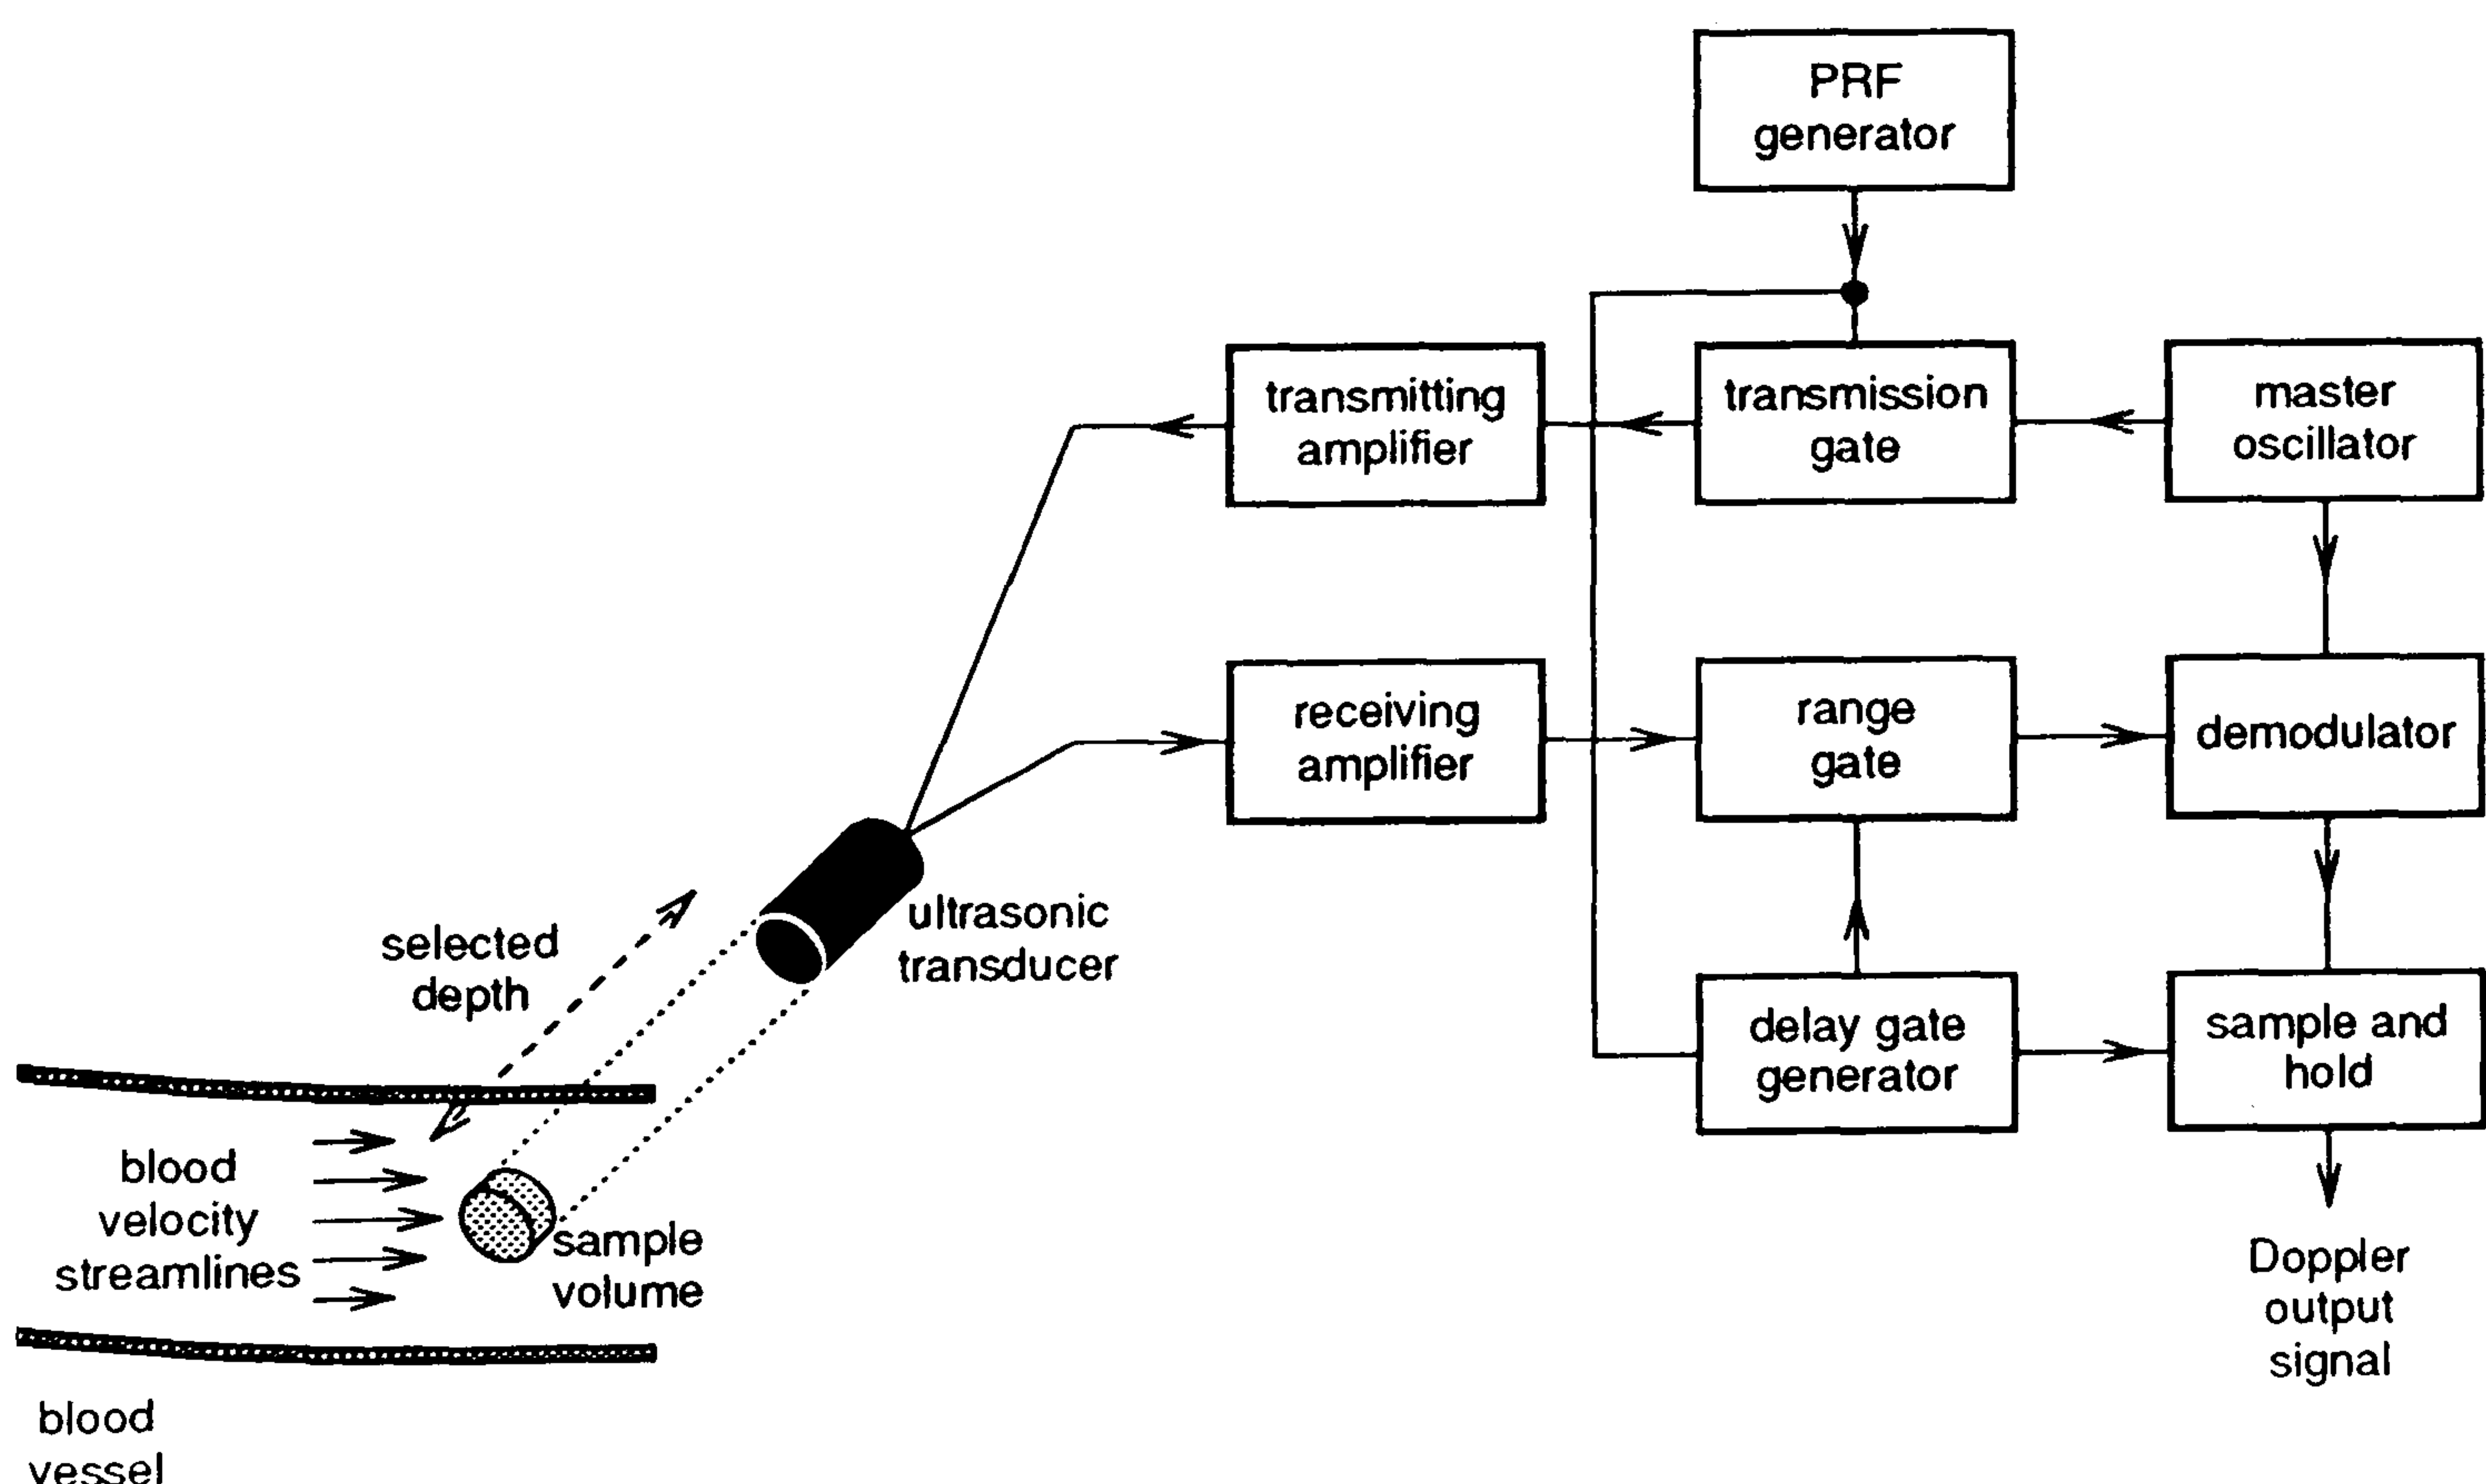 PRF
generator
transmitting
amplifier
transmission
gate
master
oscillator
receiving
amplifier
range
gate
demodulator
ultrasonic
transducer
selected
depth
delay gate
generator
sample and
hold
blood
velocity
streamlines
sample
volume
Doppler
output
signal
blood
vessel